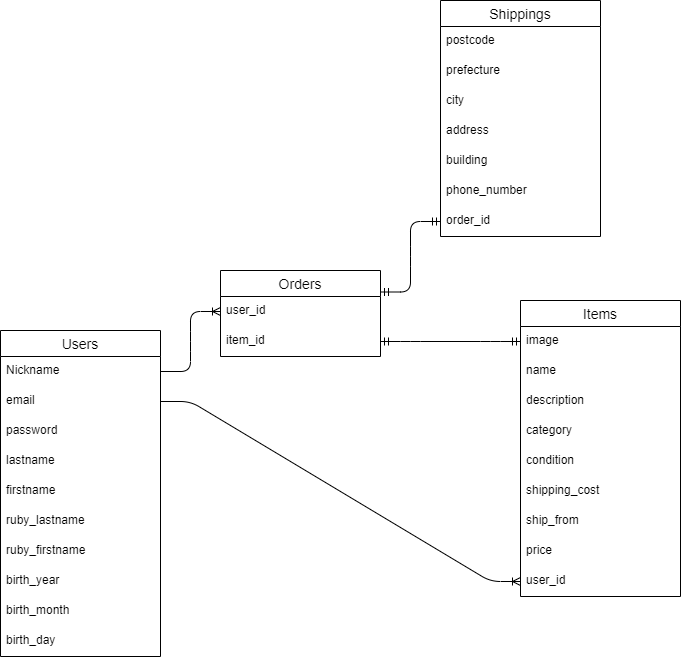 Shippings
postcode
prefecture
city
address
building
phone_number
order_id
Orders
user_id
item_id
Items
image
name
description
category
condition
shipping_cost
ship_from
price
user_id
Users
Nickname
email
password
lastname
firstname
ruby_lastname
ruby_firstname
birth_year
birth_month
birth_day